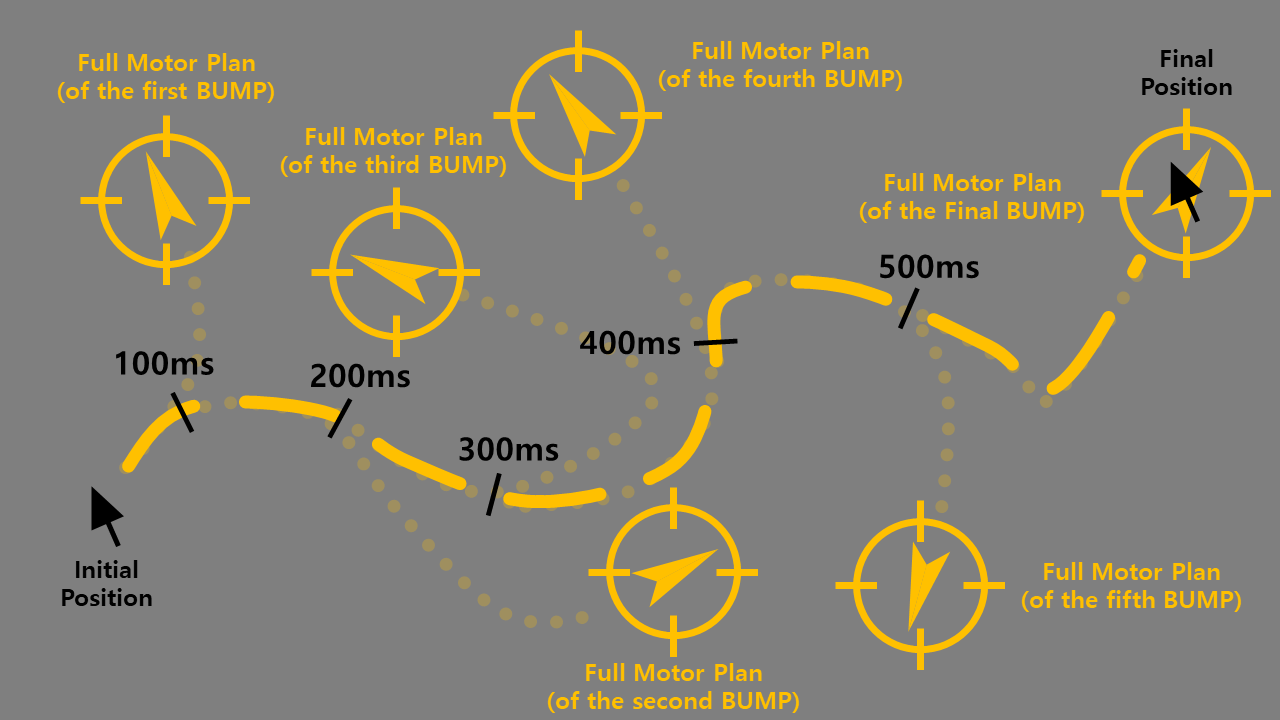 Full Motor Plan
(of the first BUMP)
Full Motor Plan
(of the third BUMP)
Full Motor Plan
(of the fourth BUMP)
Final
Position
Full Motor Plan
(of the Final BUMP)
100ms
200ms
300ms
400ms
500ms
Initial
Position
Full Motor Plan
(of the second BUMP)
Full Motor Plan
(of the fifth BUMP)